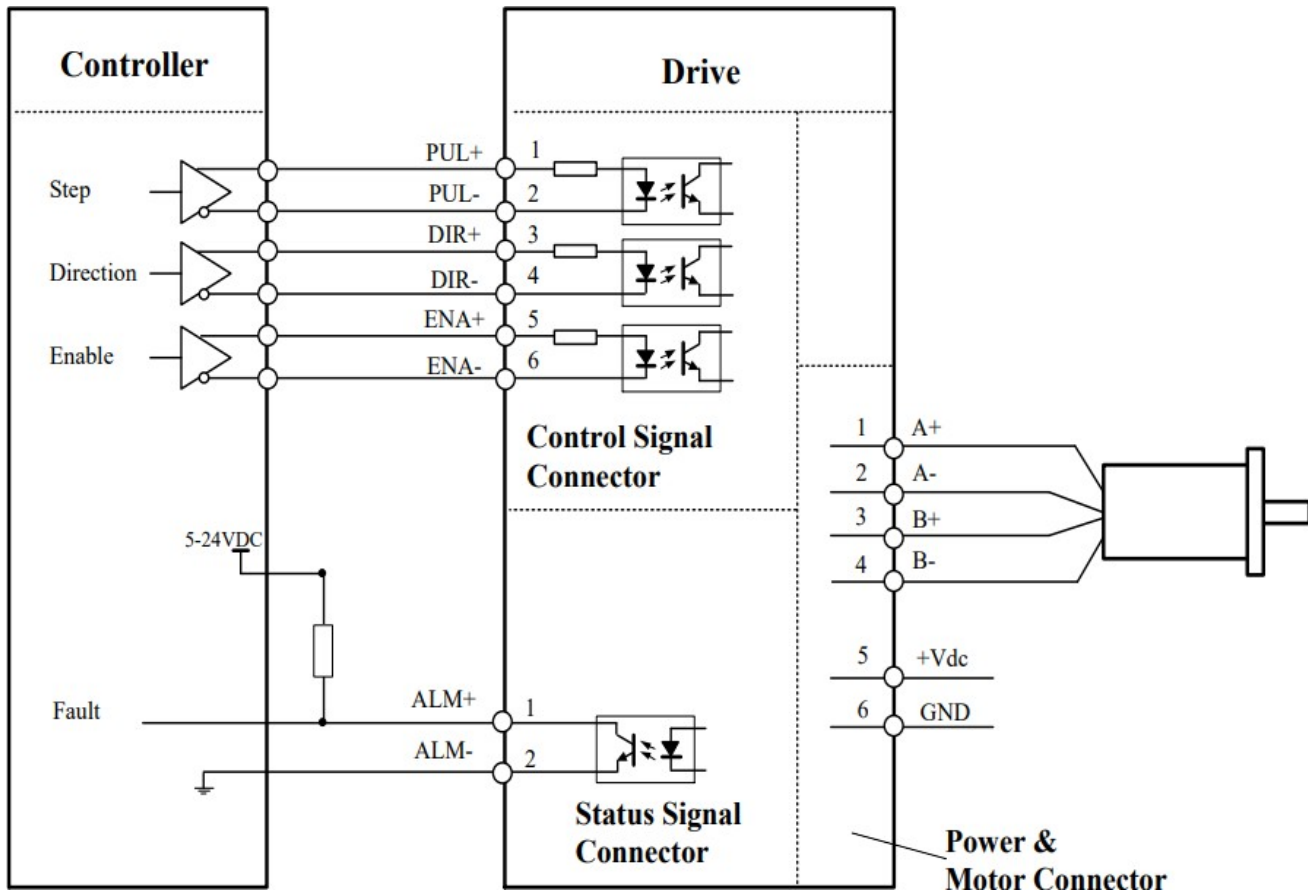 Controller
Drive
Step
PUL+ 1
PUL- 2
Direction
DIR+ 3
DIR- 4
Enable
ENA+ 5
ENA- 6
Control Signal
Connector
1 A+
2 A-
3 B+
4 B-
5 +Vdc
6 GND
5-24VDC
Fault
ALM+ 1
ALM- 2
Status Signal
Connector
Power &
Motor Connector